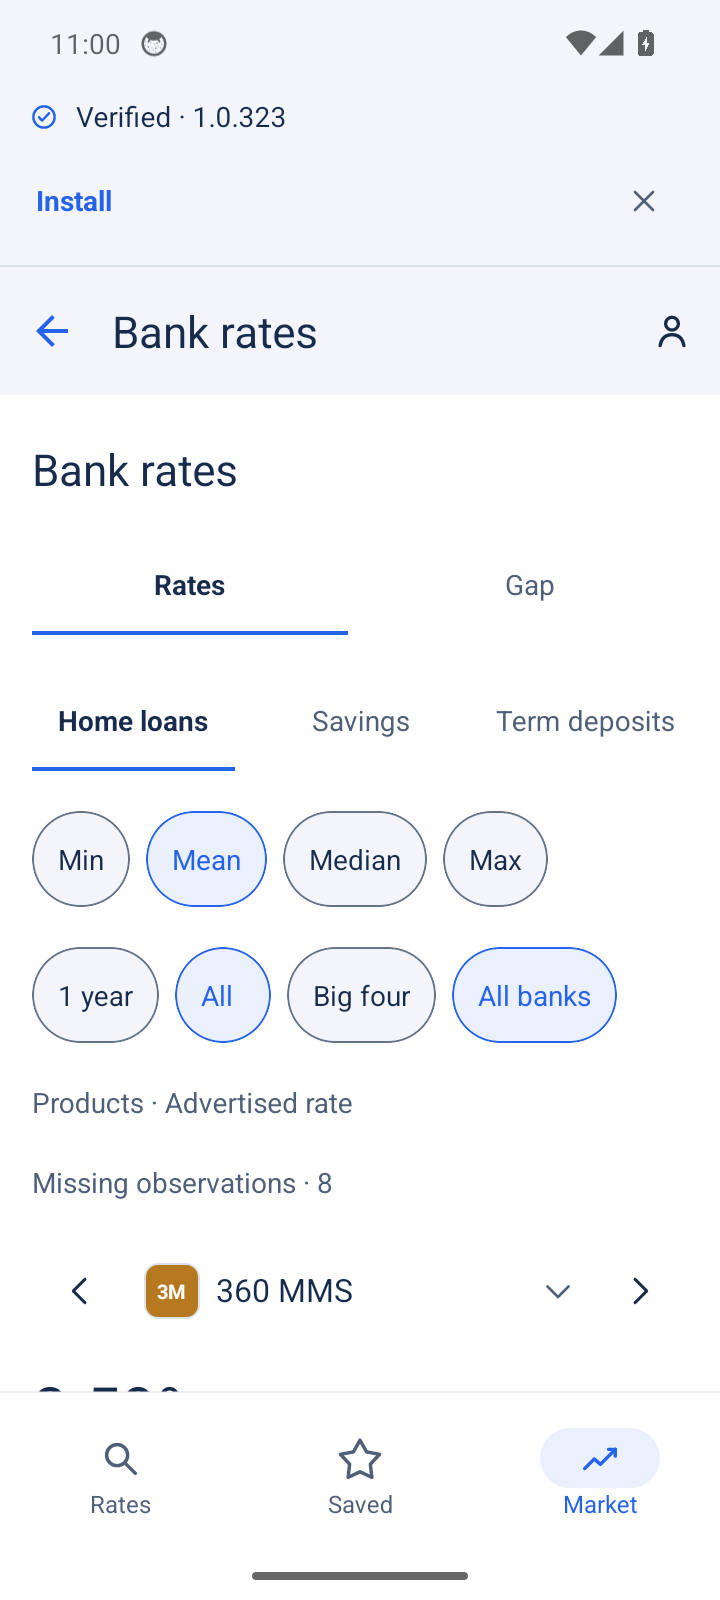 11:00
Verified · 1.0.323
Install
Bank rates
Bank rates
Rates Gap
Home loans Savings Term deposits
Min Mean Median Max
1 year All Big four All banks
Products · Advertised rate
Missing observations · 8
3M 360 MMS
Rates Saved Market